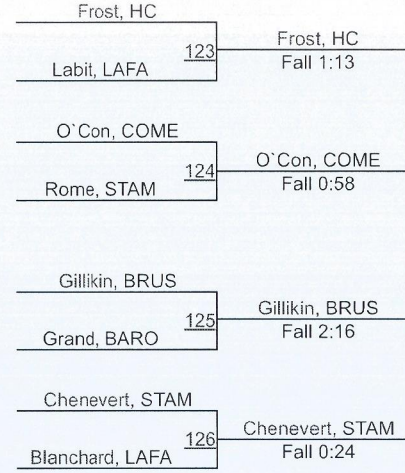 Frost, HC
123
Frost, HC
Labit, LAFA
Fall 1:13
O`Con, COME
124
O`Con, COME
Rome, STAM
Fall 0:58
Gillikin, BRUS
125
Gillikin, BRUS
Grand, BARO
Fall 2:16
Chenevert, STAM
126
Chenevert, STAM
Blanchard, LAFA
Fall 0:24